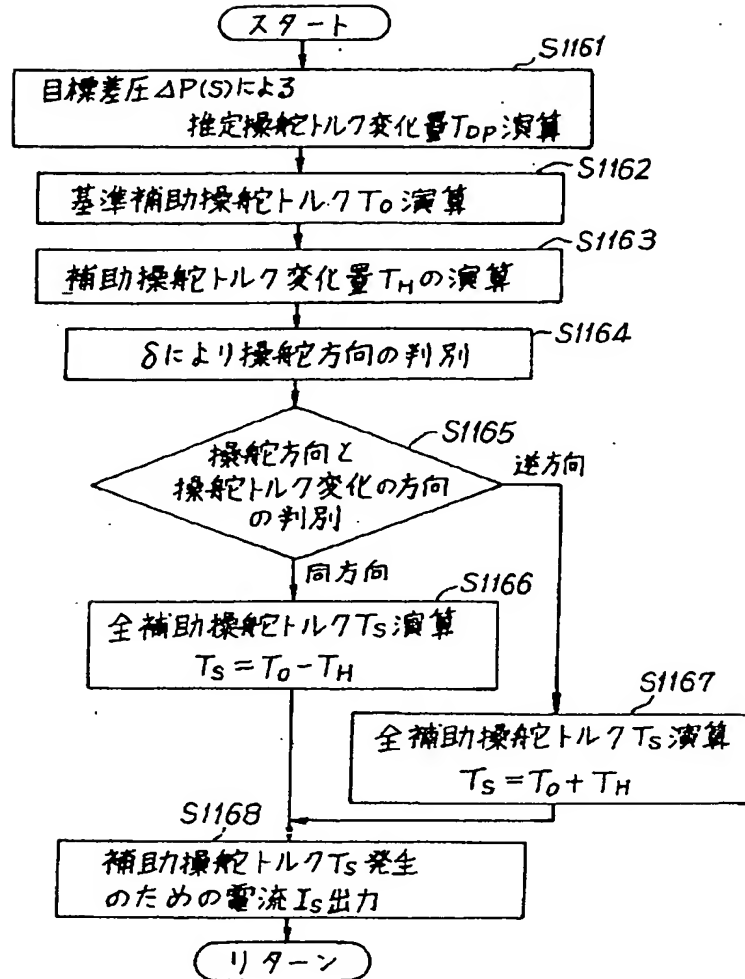 スタート
S1161
目標差圧ΔP(S)による
推定操舵トルク変化量TDP演算
S1162
基準補助操舵トルクTO演算
S1163
補助操舵トルク変化量THの演算
S1164
δにより操舵方向の判別
S1165
操舵方向と
操舵トルク変化の方向
の判別
逆方向
同方向
S1166
全補助操舵トルクTS演算
TS=TO-TH
S1167
全補助操舵トルクTS演算
TS=TO+TH
S1168
補助操舵トルクTS発生
のための電流IS出力
リターン